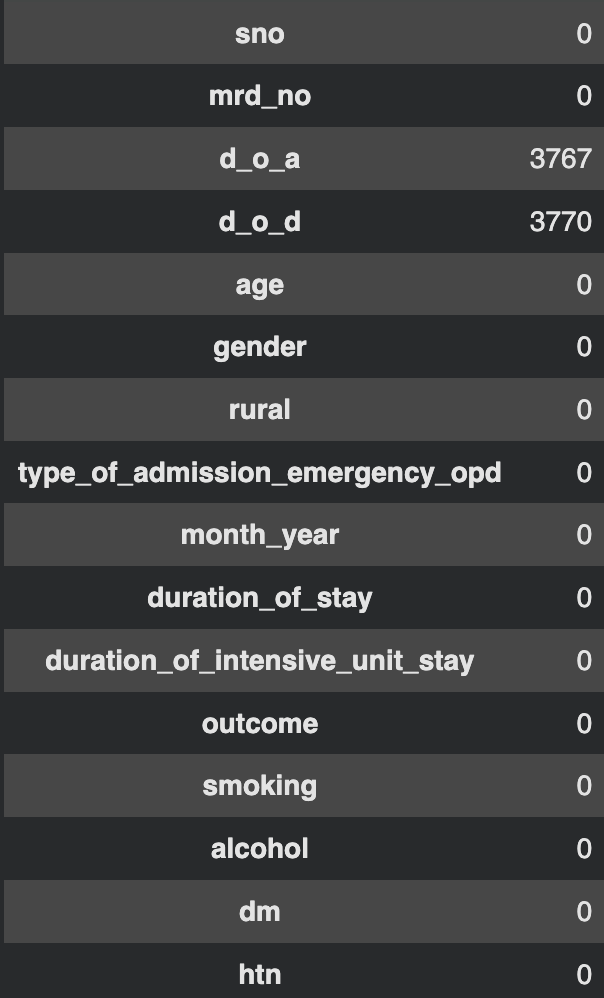 sno 0
mrd_no 0
d_o_a 3767
d_o_d 3770
age 0
gender 0
rural 0
type_of_admission_emergency_opd 0
month_year 0
duration_of_stay 0
duration_of_intensive_unit_stay 0
outcome 0
smoking 0
alcohol 0
dm 0
htn 0